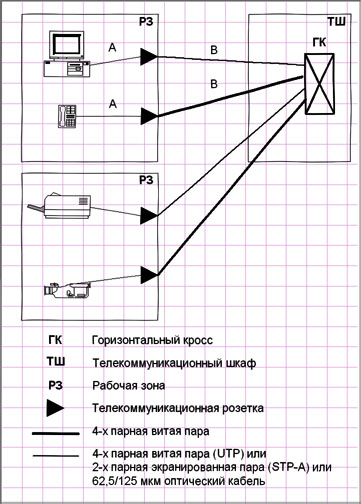 РЗ
ТШ
ГК
А
В
А
В
РЗ
ГК Горизонтальный кросс
ТШ Телекоммуникационный шкаф
РЗ Рабочая зона
Телекоммуникационная розетка
4-х парная витая пара
4-х парная витая пара (UTP) или
2-х парная экранированная пара (STP-A) или
62,5/125 мкм оптический кабель